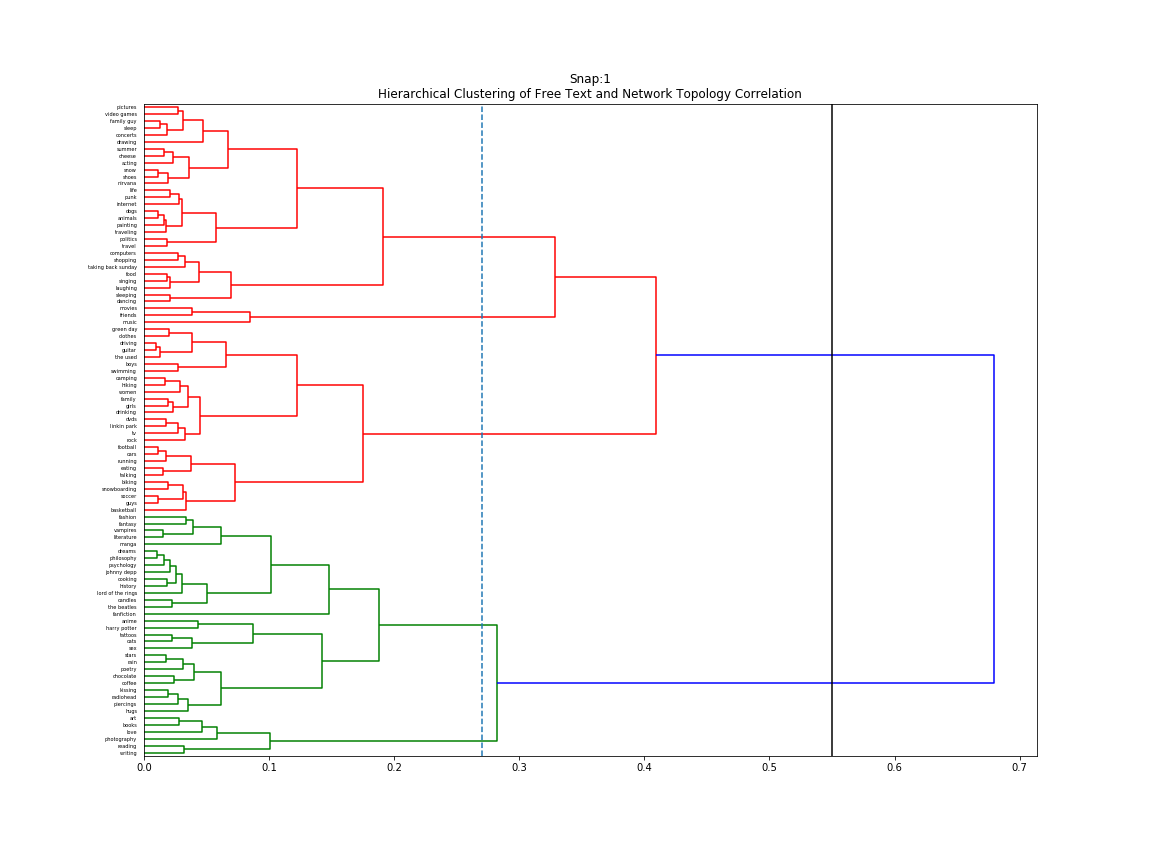 Snap:1
Hierarchical Clustering of Free Text and Network Topology Correlation
pictures
video games
family guy
sleep
concerts
drawing
summer
cheese
acting
snow
shoes
nirvana
life
punk
internet
dogs
animals
painting
traveling
politics
travel
computers
shopping
taking back sunday
food
singing
laughing
sleeping
dancing
movies
friends
music
green day
clothes
driving
guitar
the used
boys
swimming
camping
hiking
women
family
girls
drinking
dvds
linkin park
tv
rock
football
cars
running
eating
talking
biking
snowboarding
soccer
guys
basketball
fashion
fantasy
vampires
literature
manga
dreams
philosophy
psychology
johnny depp
cooking
history
lord of the rings
candles
the beatles
fanfiction
anime
harry potter
tattoos
cats
sex
stars
rain
poetry
chocolate
coffee
kissing
radiohead
piercings
hugs
art
books
love
photography
reading
writing
0.0 0.1 0.2 0.3 0.4 0.5 0.6 0.7